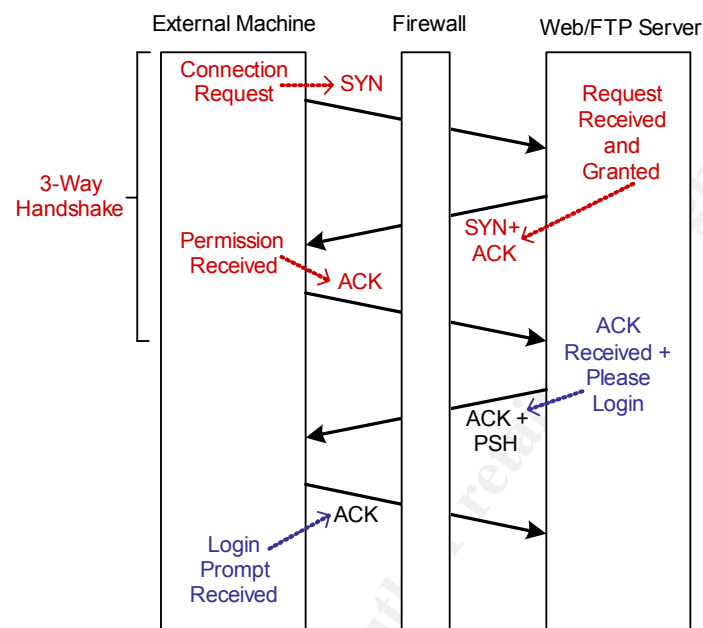 External Machine
Firewall
Web/FTP Server
Connection
Request
SYN
Request
Received
and
Granted
3-Way
Handshake
SYN+
ACK
Permission
Received
ACK
ACK
Received +
Please
Login
ACK +
PSH
ACK
Login
Prompt
Received